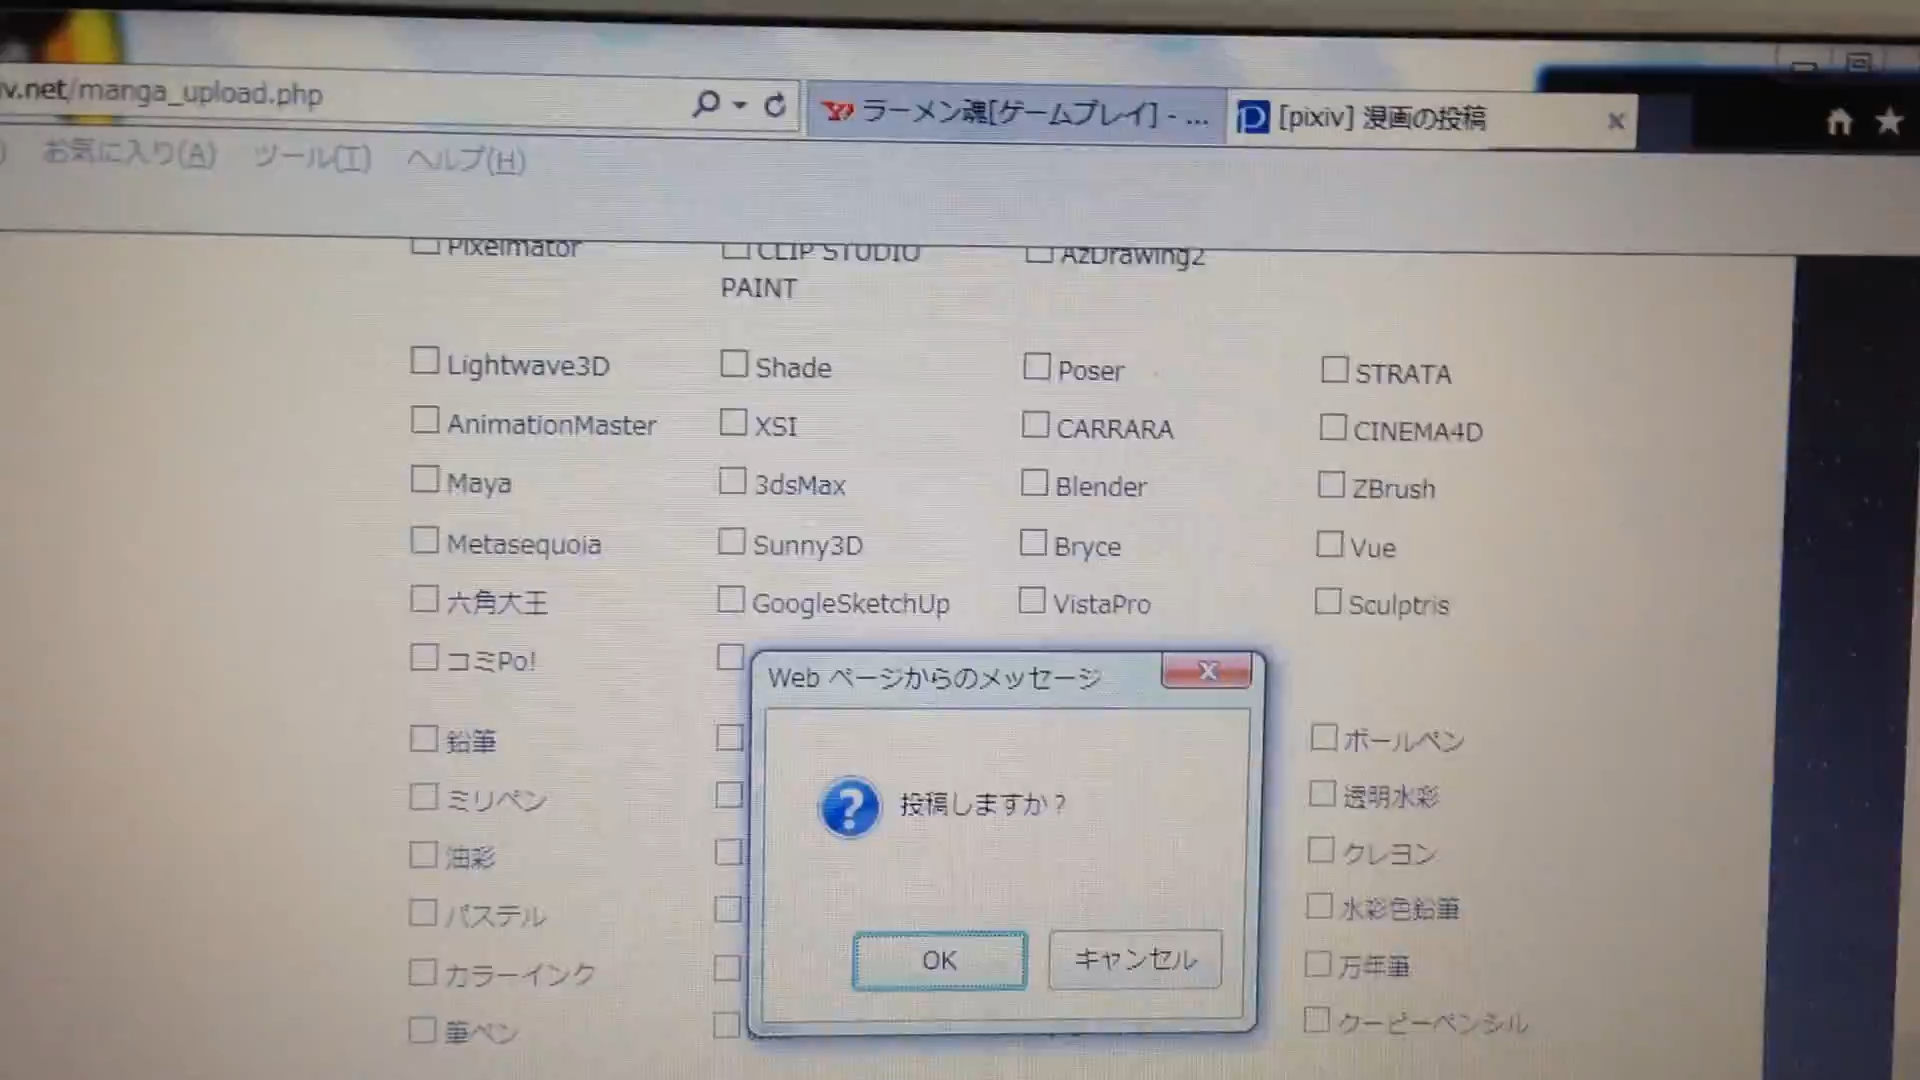 v.net/manga_upload.php
ラーメン魂[ゲームプレイ] - ...
[pixiv] 漫画の投稿
お気に入り(A) ツール(T) ヘルプ(H)
Pixelmator
CLIP STUDIO PAINT
AzDrawing2
Lightwave3D Shade Poser STRATA
AnimationMaster XSI CARRARA CINEMA4D
Maya 3dsMax Blender ZBrush
Metasequoia Sunny3D Bryce Vue
六角大王 GoogleSketchUp VistaPro Sculptris
コミPo!
鉛筆 ボールペン
ミリペン 透明水彩
油彩 クレヨン
パステル 水彩色鉛筆
カラーインク 万年筆
筆ペン クーピーペンシル
Web ページからのメッセージ
投稿しますか？
OK キャンセル